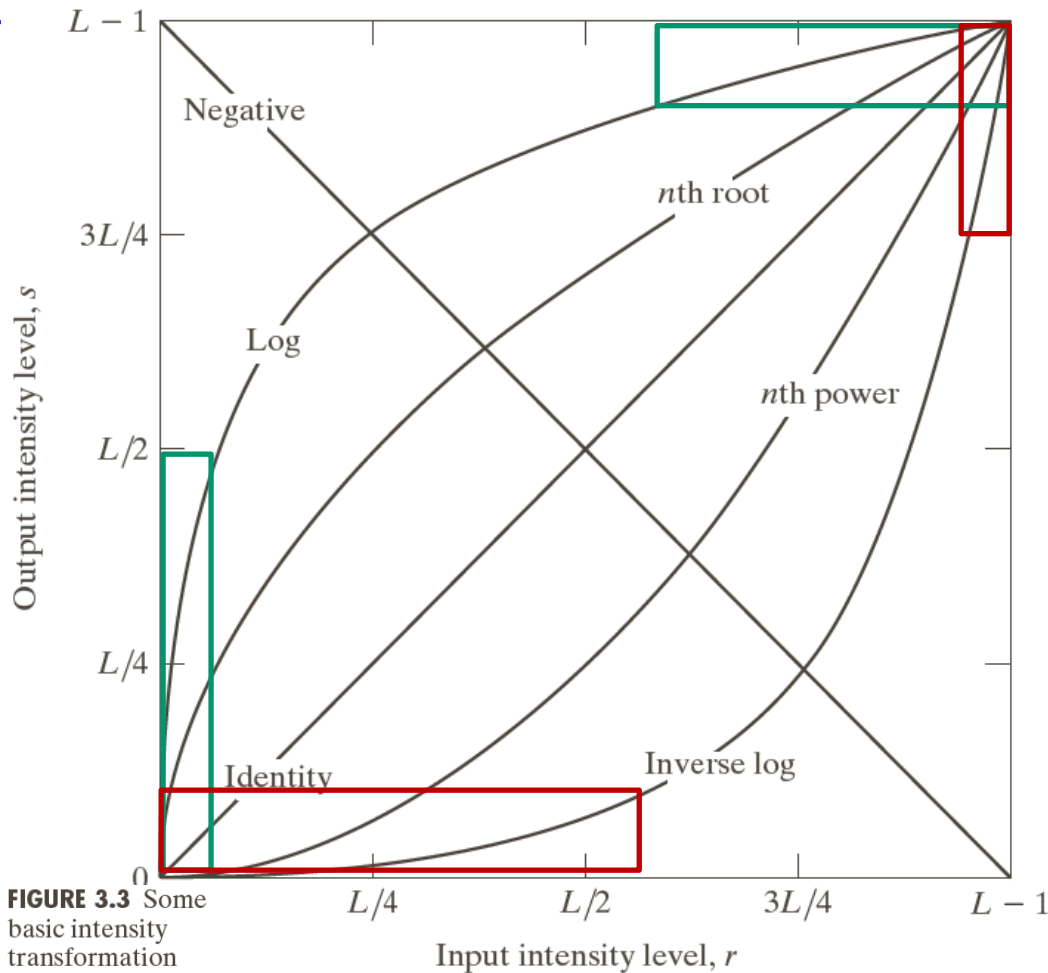 L − 1
Negative
nth root
3L/4
Log
nth power
L/2
Output intensity level, s
L/4
Inverse log
Identity
0
L/4
L/2
3L/4
L − 1
FIGURE 3.3 Some
basic intensity
transformation
Input intensity level, r